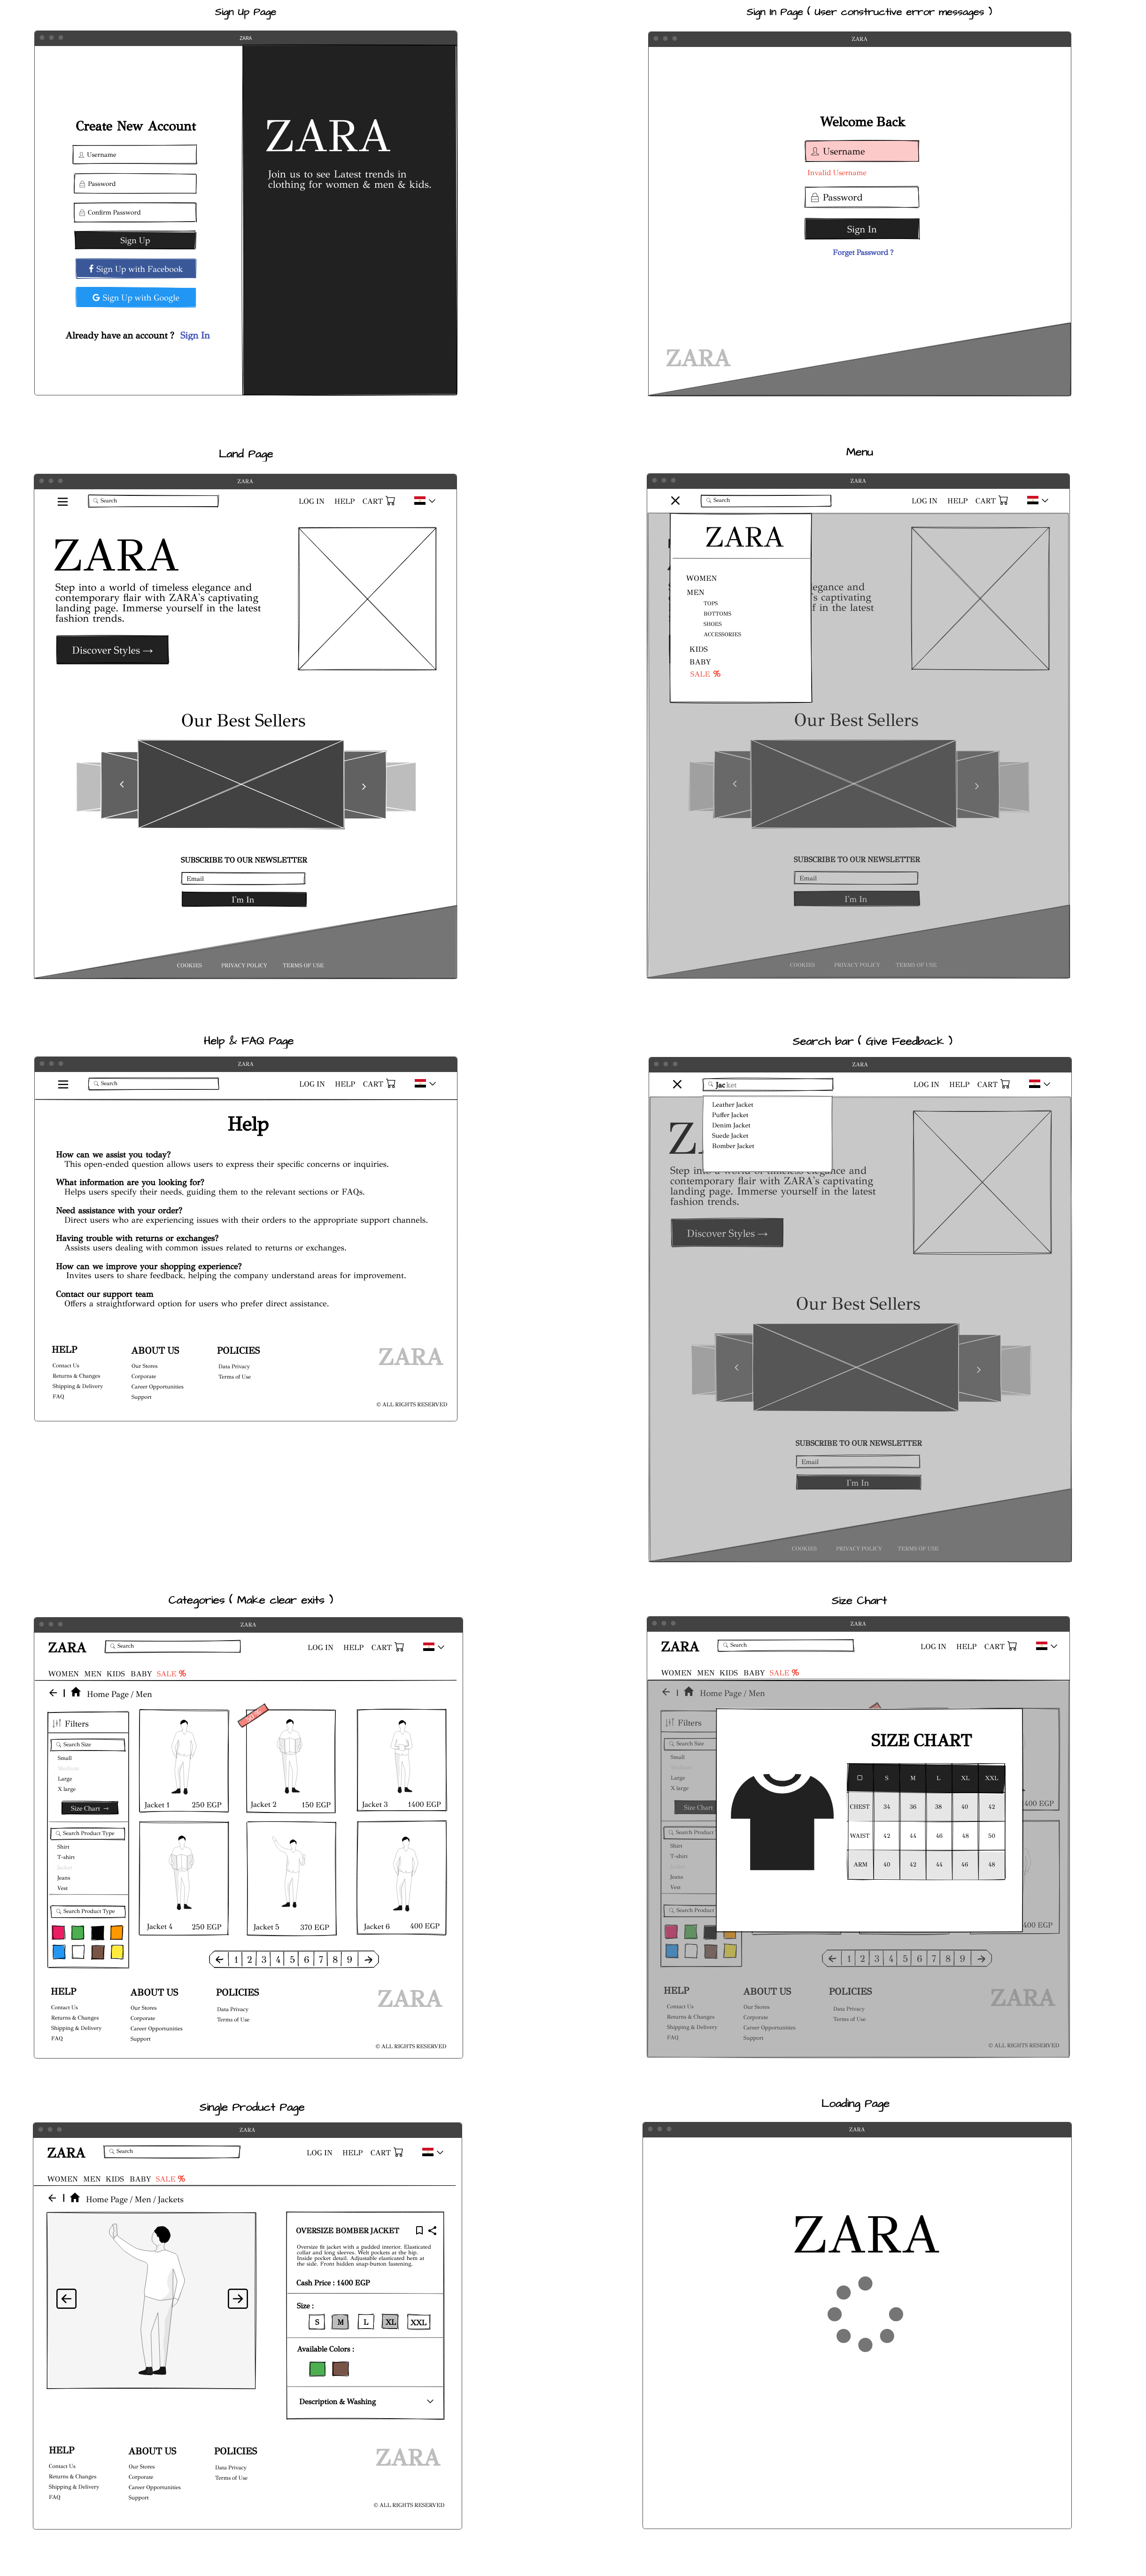 Sign Up Page
ZARA
Create New Account
Username
Password
Confirm Password
Sign Up
Sign Up with Facebook
Sign Up with Google
Already have an account ? Sign In
ZARA
Join us to see Latest trends in
clothing for women & men & kids.
Sign In Page ( User constructive error messages )
ZARA
Welcome Back
Username
Invalid Username
Password
Sign In
Forget Password ?
ZARA
Land Page
ZARA
Search
LOG IN HELP CART
ZARA
Step into a world of timeless elegance and
contemporary flair with ZARA's captivating
landing page. Immerse yourself in the latest
fashion trends.
Discover Styles →
Our Best Sellers
SUBSCRIBE TO OUR NEWSLETTER
Email
I'm In
COOKIES PRIVACY POLICY TERMS OF USE
Menu
ZARA
Search
LOG IN HELP CART
ZARA
WOMEN
MEN
TOPS
BOTTOMS
SHOES
ACCESSORIES
KIDS
BABY
SALE %
legance and
's captivating
f in the latest
Our Best Sellers
SUBSCRIBE TO OUR NEWSLETTER
Email
I'm In
COOKIES PRIVACY POLICY TERMS OF USE
Help & FAQ Page
ZARA
Search
LOG IN HELP CART
Help
How can we assist you today?
This open-ended question allows users to express their specific concerns or inquiries.
What information are you looking for?
Helps users specify their needs, guiding them to the relevant sections or FAQs.
Need assistance with your order?
Direct users who are experiencing issues with their orders to the appropriate support channels.
Having trouble with returns or exchanges?
Assists users dealing with common issues related to returns or exchanges.
How can we improve your shopping experience?
Invites users to share feedback, helping the company understand areas for improvement.
Contact our support team
Offers a straightforward option for users who prefer direct assistance.
HELP
Contact Us
Returns & Changes
Shipping & Delivery
FAQ
ABOUT US
Our Stores
Corporate
Career Opportunities
Support
POLICIES
Data Privacy
Terms of Use
ZARA
© ALL RIGHTS RESERVED
Search bar ( Give Feedback )
ZARA
Jacket
LOG IN HELP CART
Leather Jacket
Puffer Jacket
Denim Jacket
Suede Jacket
Bomber Jacket
Z
Step into a world of timeless elegance and
contemporary flair with ZARA's captivating
landing page. Immerse yourself in the latest
fashion trends.
Discover Styles →
Our Best Sellers
SUBSCRIBE TO OUR NEWSLETTER
Email
I'm In
COOKIES PRIVACY POLICY TERMS OF USE
Categories ( Make clear exits )
ZARA
ZARA
Search
LOG IN HELP CART
WOMEN MEN KIDS BABY SALE %
← | Home Page / Men
Filters
Search Size
Small
Medium
Large
X large
Size Chart →
Search Product Type
Shirt
T-shirt
Jacket
Jeans
Vest
Search Product Type
Jacket 1 250 EGP
Jacket 2 150 EGP
Jacket 3 1400 EGP
Jacket 4 250 EGP
Jacket 5 370 EGP
Jacket 6 400 EGP
← 1 2 3 4 5 6 7 8 9 →
HELP
Contact Us
Returns & Changes
Shipping & Delivery
FAQ
ABOUT US
Our Stores
Corporate
Career Opportunities
Support
POLICIES
Data Privacy
Terms of Use
ZARA
© ALL RIGHTS RESERVED
Size Chart
ZARA
ZARA
Search
LOG IN HELP CART
WOMEN MEN KIDS BABY SALE %
← | Home Page / Men
Filters
Search Size
Small
Medium
Large
X large
Size Chart
Search Product
Shirt
T-shirt
Jeans
Vest
Search Product
SIZE CHART
S M L XL XXL
CHEST 34 36 38 40 42
WAIST 42 44 46 48 50
ARM 40 42 44 46 48
400 EGP
400 EGP
← 1 2 3 4 5 6 7 8 9 →
HELP
Contact Us
Returns & Changes
Shipping & Delivery
FAQ
ABOUT US
Our Stores
Corporate
Career Opportunities
Support
POLICIES
Data Privacy
Terms of Use
ZARA
© ALL RIGHTS RESERVED
Single Product Page
ZARA
ZARA
Search
LOG IN HELP CART
WOMEN MEN KIDS BABY SALE %
← | Home Page / Men / Jackets
OVERSIZE BOMBER JACKET
Oversize fit jacket with a padded interior. Elasticated
collar and long sleeves. Welt pockets at the hip.
Inside pocket detail. Adjustable elasticated hem at
the side. Front hidden snap-button fastening.
Cash Price : 1400 EGP
Size :
S M L XL XXL
Available Colors :
Description & Washing
HELP
Contact Us
Returns & Changes
Shipping & Delivery
FAQ
ABOUT US
Our Stores
Corporate
Career Opportunities
Support
POLICIES
Data Privacy
Terms of Use
ZARA
© ALL RIGHTS RESERVED
Loading Page
ZARA
ZARA